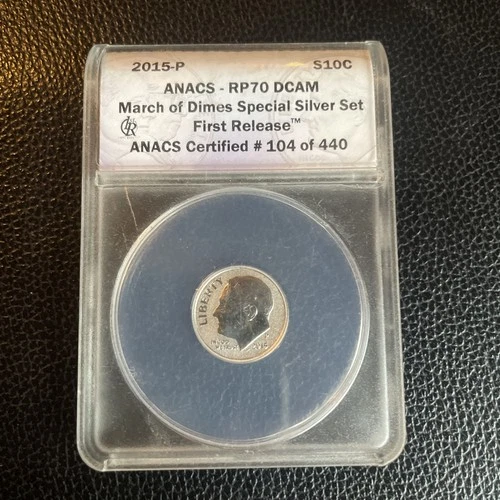 2015-P S10C
ANACS - RP70 DCAM
March of Dimes Special Silver Set
First Release™
ANACS Certified # 104 of 440
LIBERTY